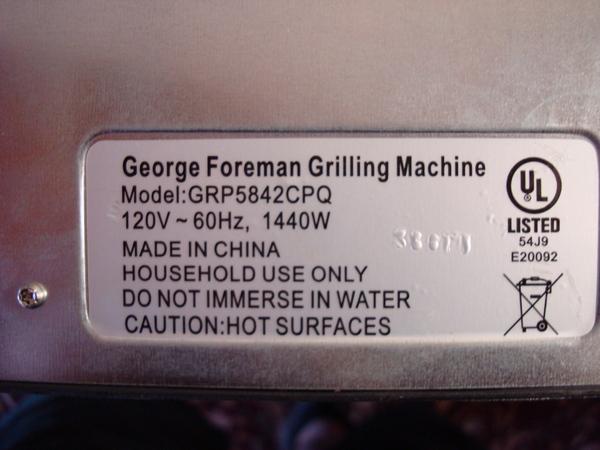 George Foreman Grilling Machine
Model:GRP5842CPQ
120V ~ 60Hz, 1440W
MADE IN CHINA
HOUSEHOLD USE ONLY
DO NOT IMMERSE IN WATER
CAUTION:HOT SURFACES
UL
®
LISTED
54J9
E20092